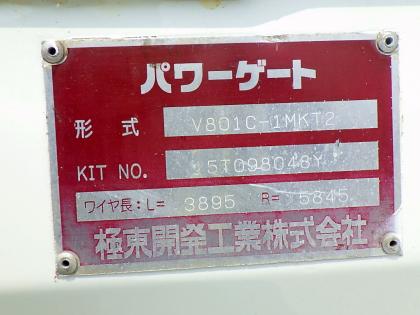 パワーゲート
形式 V801C-1MKT2
KIT NO. 15T098048Y
ワイヤ長:L= 3895 R= 5845
極東開発工業株式会社